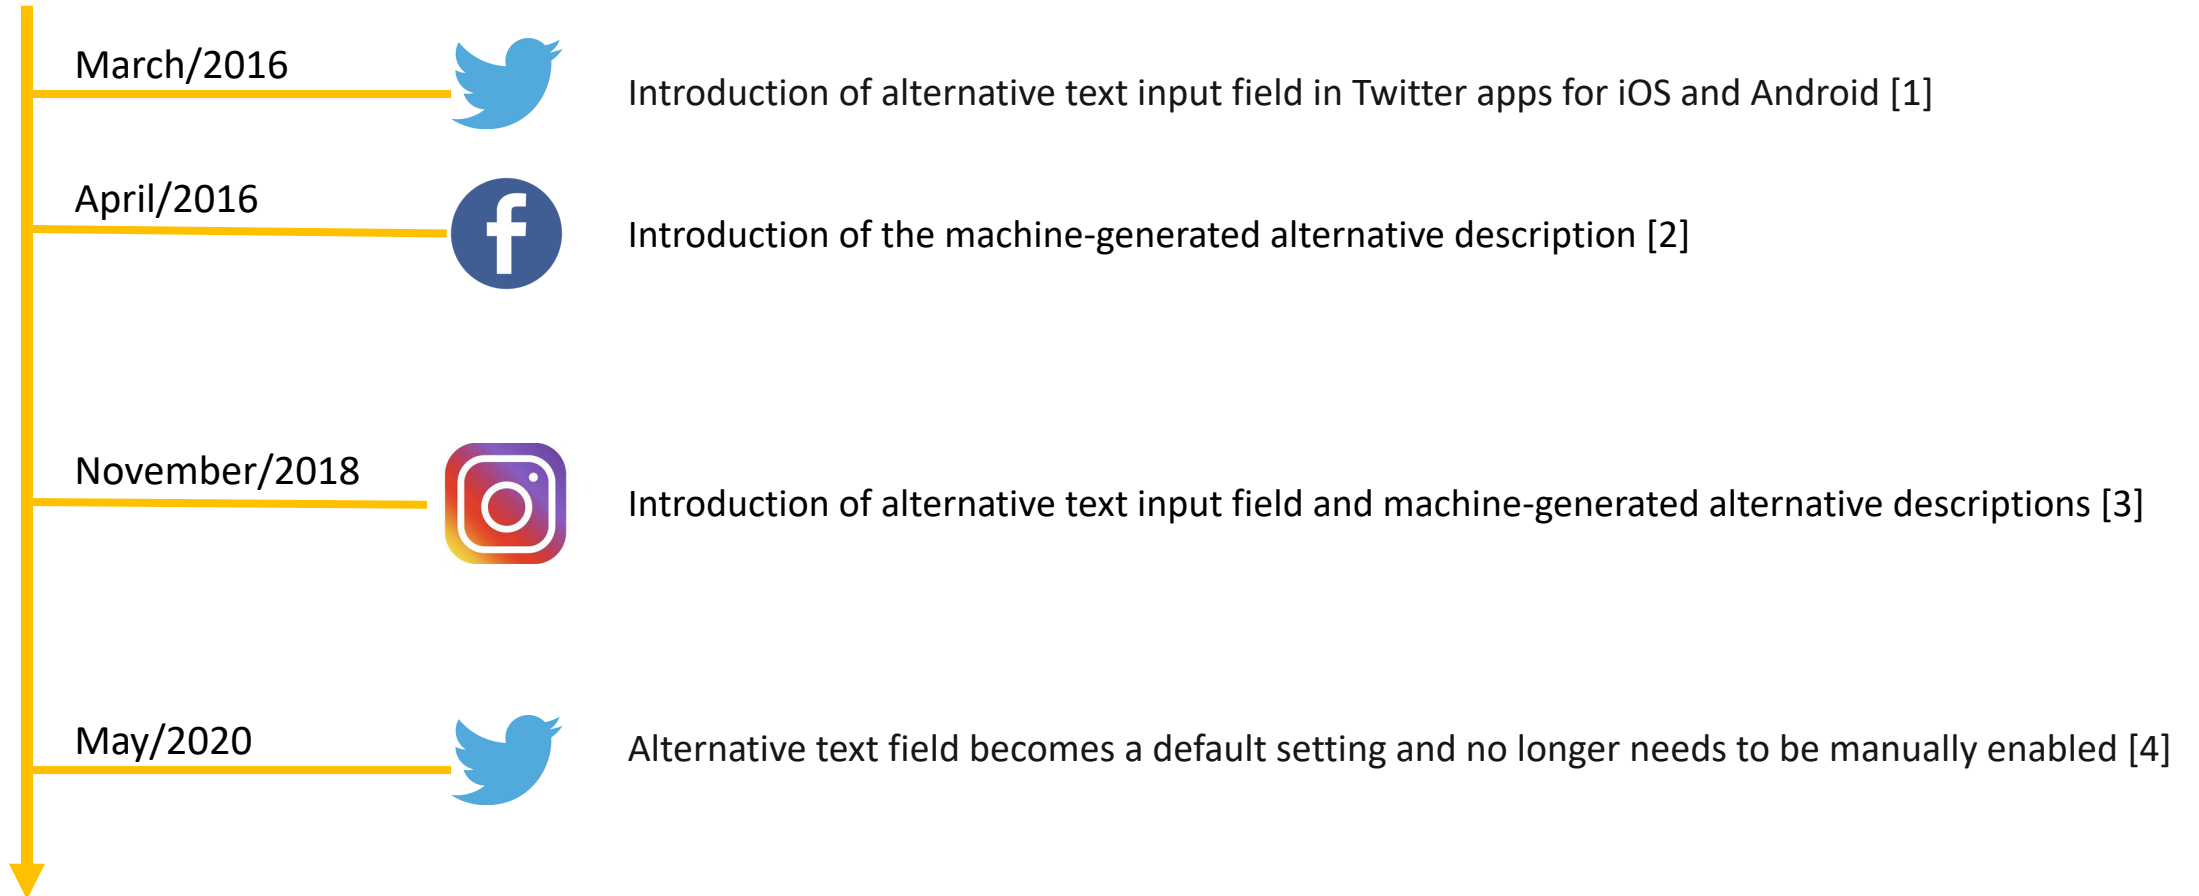 March/2016
Introduction of alternative text input field in Twitter apps for iOS and Android [1]
April/2016
Introduction of the machine-generated alternative description [2]
November/2018
Introduction of alternative text input field and machine-generated alternative descriptions [3]
May/2020
Alternative text field becomes a default setting and no longer needs to be manually enabled [4]